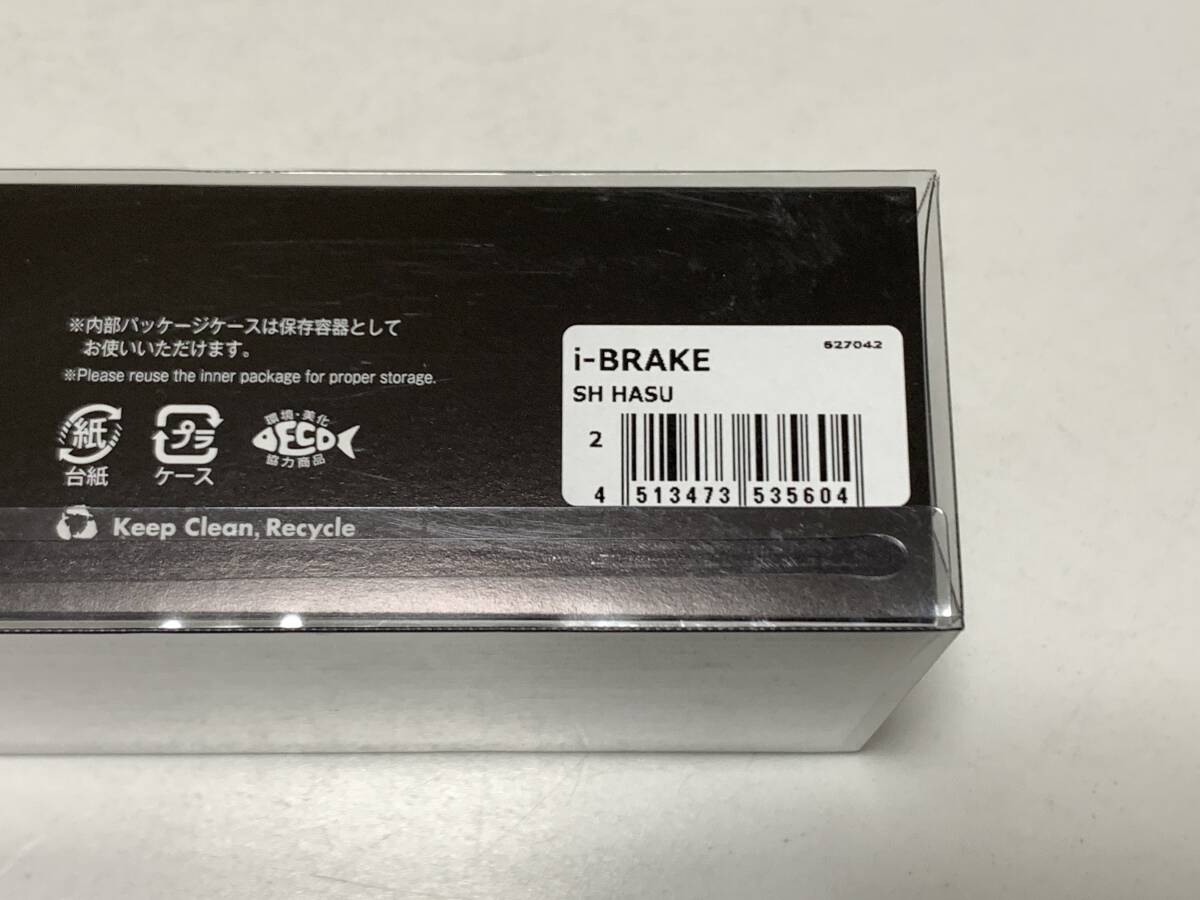 ※内部パッケージケースは保存容器として
お使いいただけます。
※Please reuse the inner package for proper storage.
紙
台紙
プラ
ケース
環境・美化
ECO
協力商品
Keep Clean, Recycle
i-BRAKE
527042
SH HASU
2
4 513473 535604